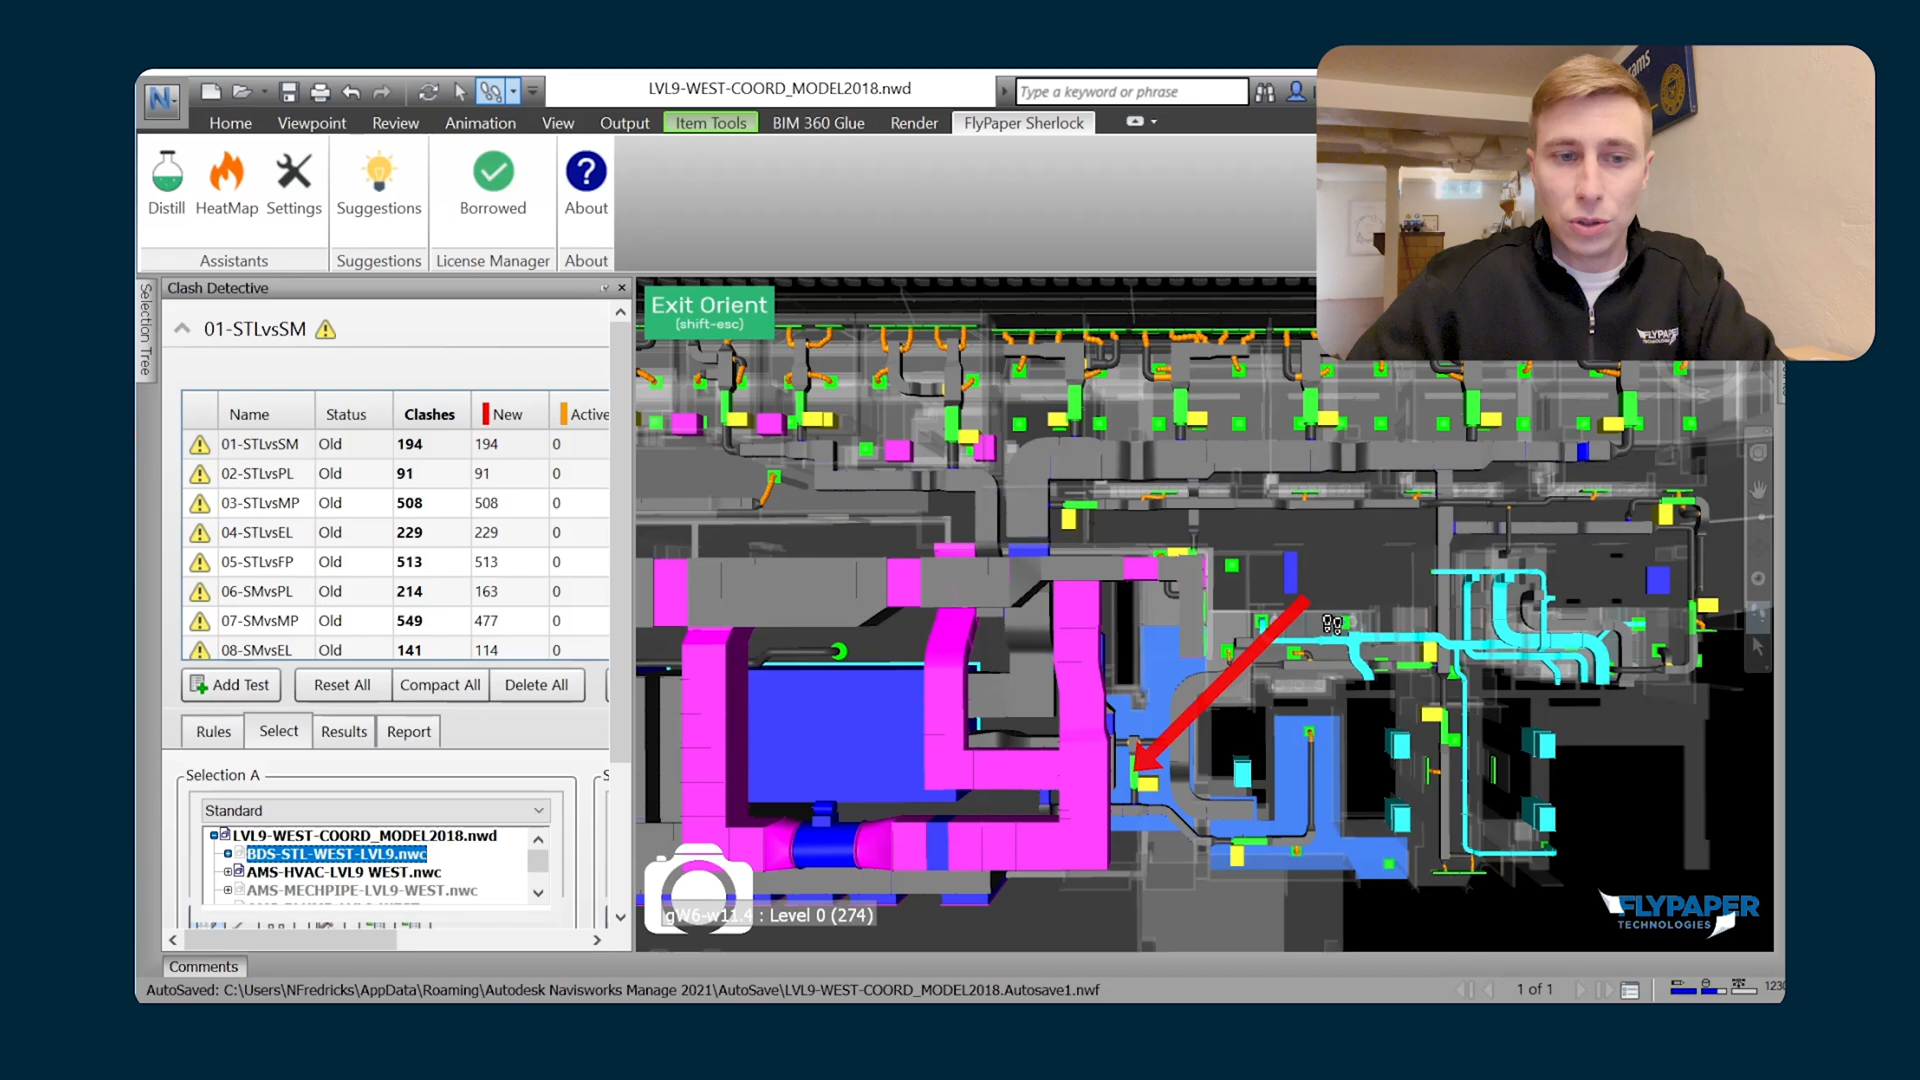 LVL9-WEST-COORD_MODEL2018.nwd
Type a keyword or phrase
Home Viewpoint Review Animation View Output Item Tools BIM 360 Glue Render FlyPaper Sherlock
Distill HeatMap Settings Suggestions Borrowed ? About
Assistants Suggestions License Manager About
Selection Tree
Clash Detective
Exit Orient
(shift-esc)
01-STLvsSM
Name Status Clashes New Active
01-STLvsSM Old 194 194 0
02-STLvsPL Old 91 91 0
03-STLvsMP Old 508 508 0
04-STLvsEL Old 229 229 0
05-STLvsFP Old 513 513 0
06-SMvsPL Old 214 163 0
07-SMvsMP Old 549 477 0
08-SMvsEL Old 141 114 0
Add Test Reset All Compact All Delete All
Rules Select Results Report
Selection A
Standard
LVL9-WEST-COORD_MODEL2018.nwd
BDS-STL-WEST-LVL9.nwc
AMS-HVAC-LVL9 WEST.nwc
AMS-MECHPIPE-LVL9-WEST.nwc
gW6-w11.4 : Level 0 (274)
FLYPAPER
TECHNOLOGIES
Comments
AutoSaved: C:\Users\NFredricks\AppData\Roaming\Autodesk Navisworks Manage 2021\AutoSave\LVL9-WEST-COORD_MODEL2018.Autosave1.nwf
1 of 1
FLYPAPER